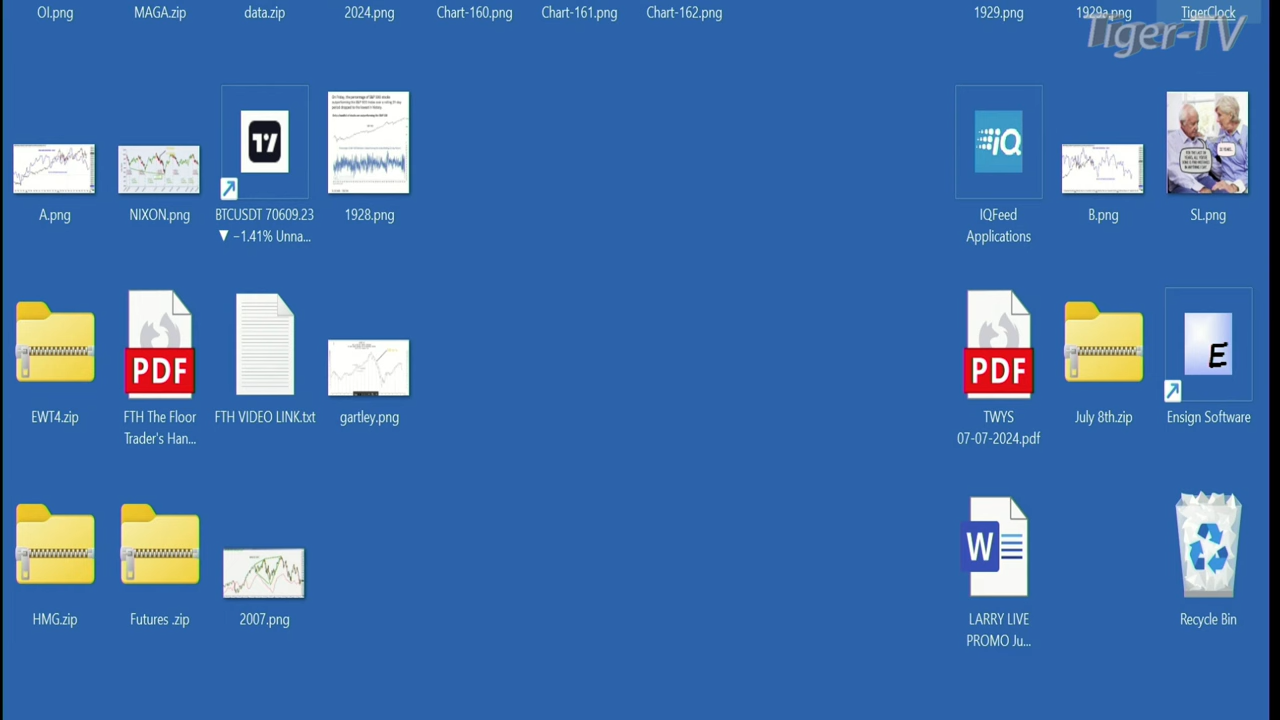 OI.png
MAGA.zip
data.zip
2024.png
Chart-160.png
Chart-161.png
Chart-162.png
1929.png
1929a.png
TigerClock
Tiger-TV
A.png
NIXON.png
BTCUSDT 70609.23
▼ −1.41% Unna...
1928.png
iQ
IQFeed
Applications
B.png
SL.png
EWT4.zip
PDF
FTH The Floor
Trader's Han...
FTH VIDEO LINK.txt
gartley.png
PDF
TWYS
07-07-2024.pdf
July 8th.zip
E
Ensign Software
HMG.zip
Futures .zip
2007.png
W
LARRY LIVE
PROMO Ju...
Recycle Bin